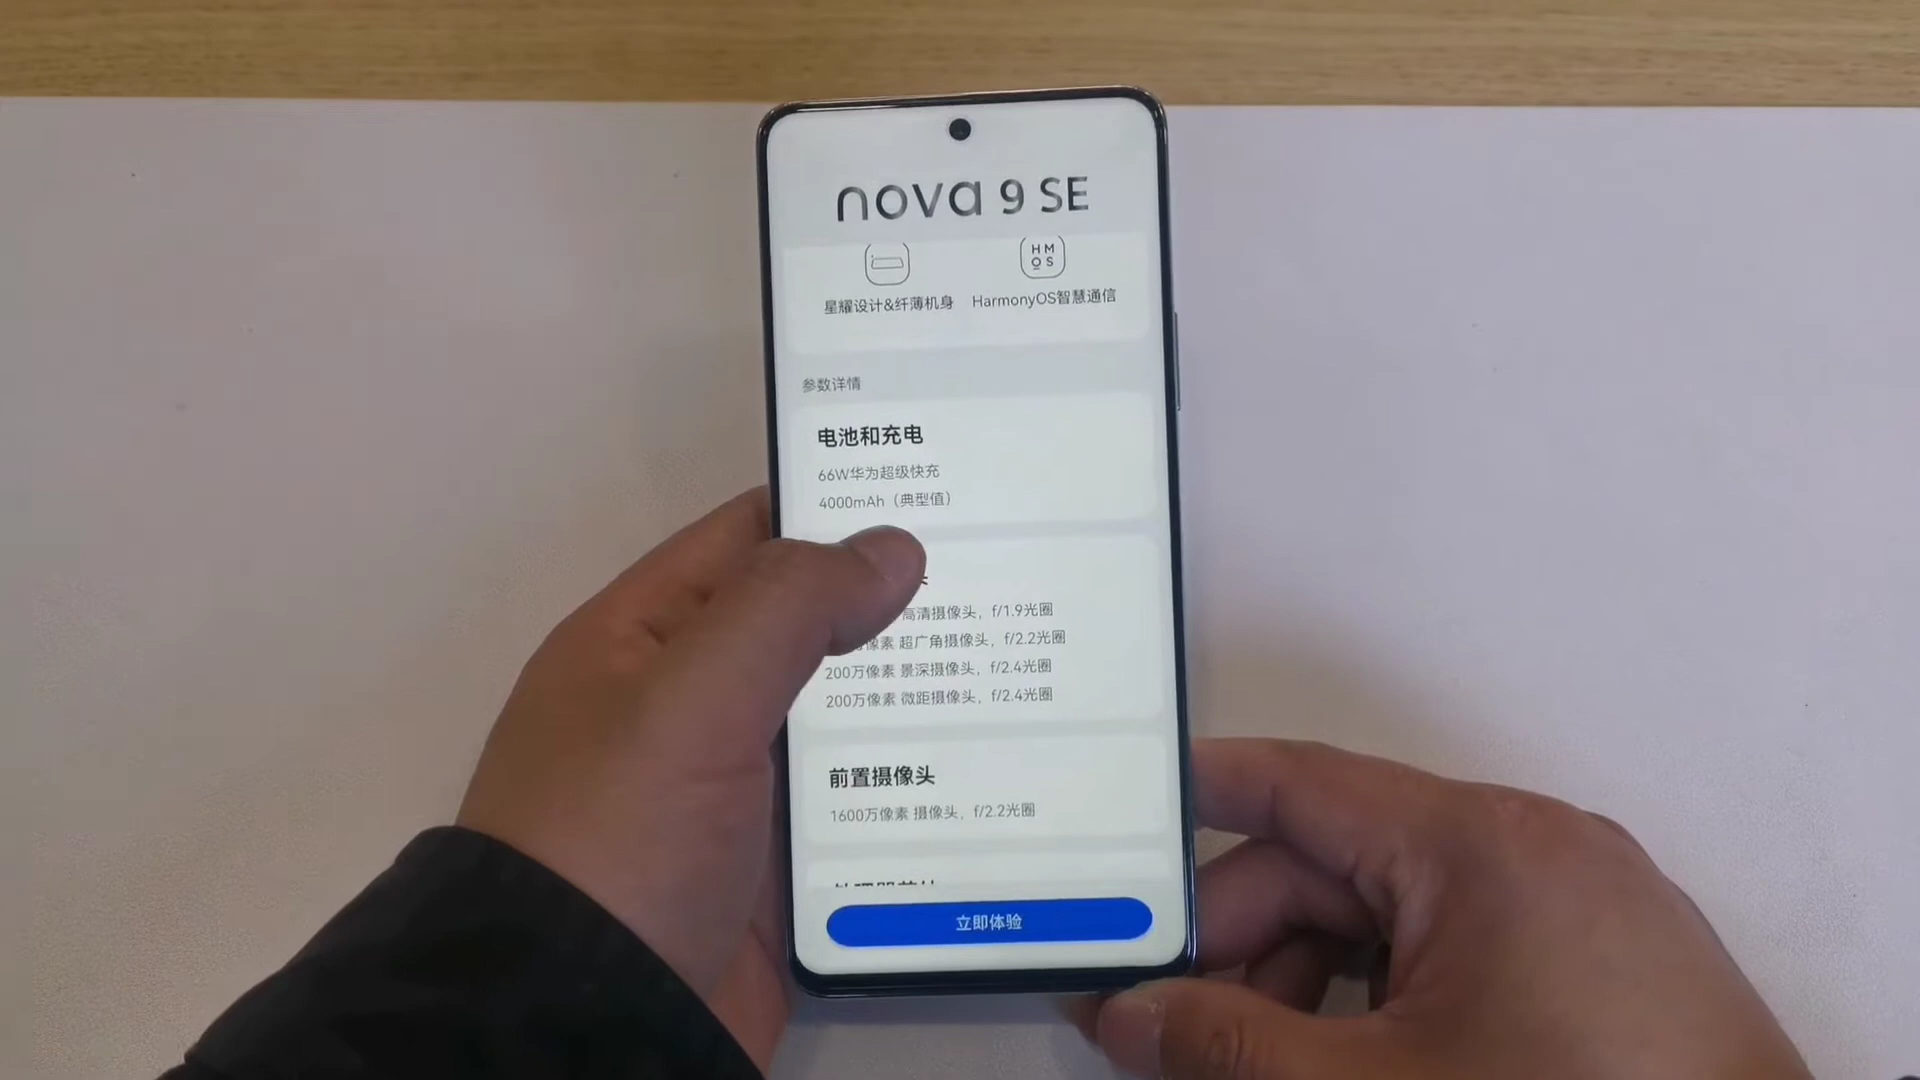 nova 9 SE
HM
OS
星耀设计&纤薄机身
HarmonyOS智慧通信
参数详情
电池和充电
66W华为超级快充
4000mAh（典型值）
高清摄像头，f/1.9光圈
像素 超广角摄像头，f/2.2光圈
200万像素 景深摄像头，f/2.4光圈
200万像素 微距摄像头，f/2.4光圈
前置摄像头
1600万像素 摄像头，f/2.2光圈
立即体验